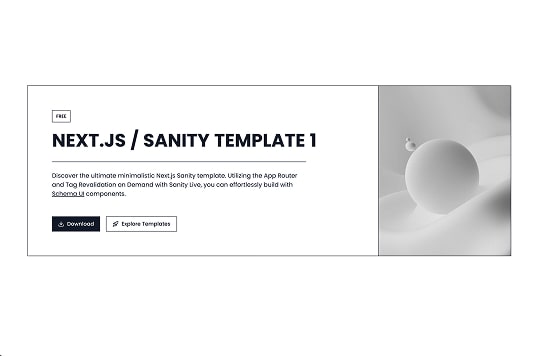 FREE
NEXT.JS / SANITY TEMPLATE 1
Discover the ultimate minimalistic Next.js Sanity template. Utilizing the App Router
and Tag Revalidation on Demand with Sanity Live, you can effortlessly build with
Schema UI components.
Download
Explore Templates